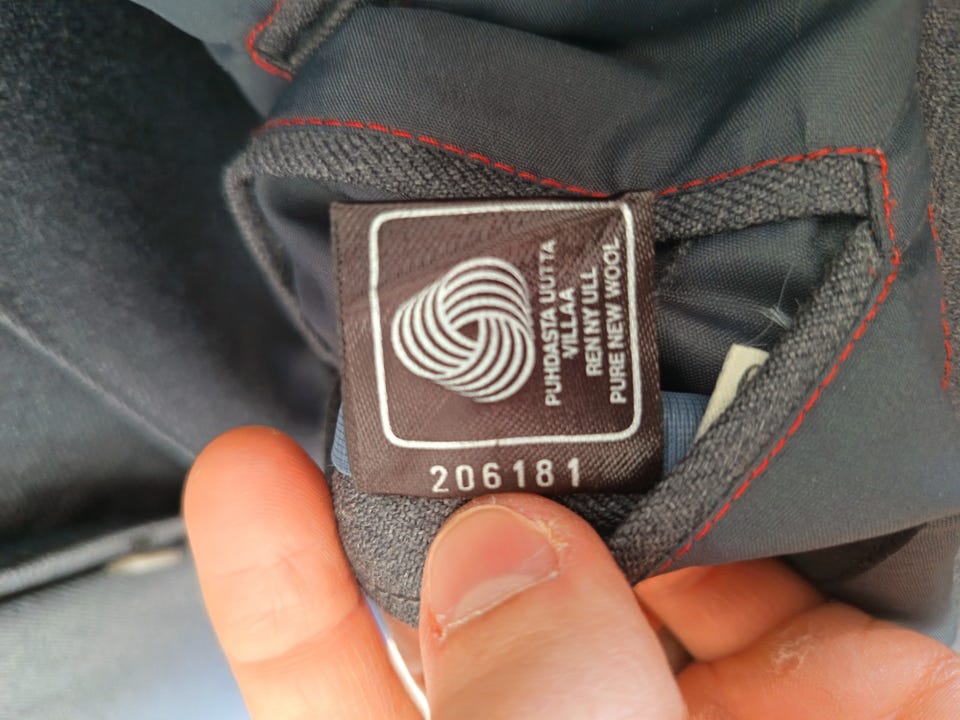 PUHDASTA UUTTA
VILLAA
REN NY ULL
PURE NEW WOOL
206181